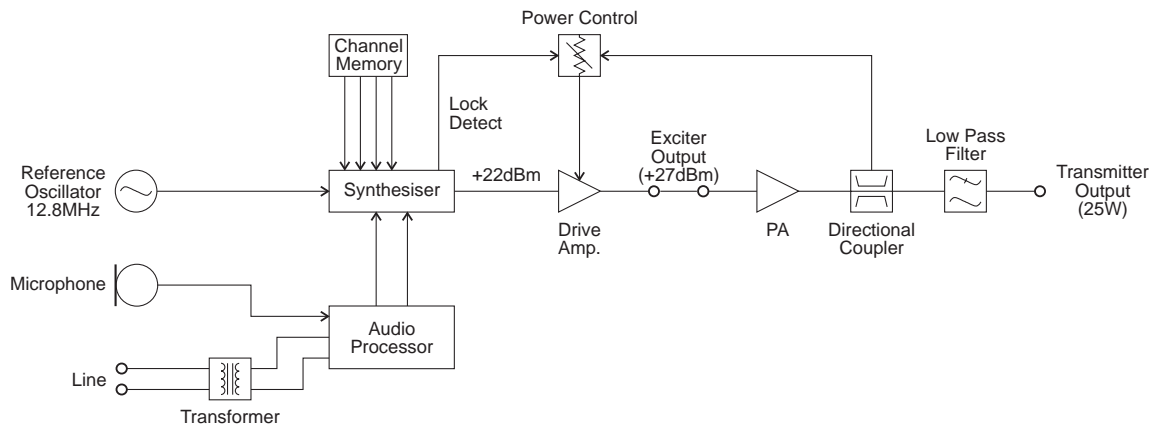 Power Control
Channel
Memory
Lock
Detect
Exciter
Output
(+27dBm)
Low Pass
Filter
Reference
Oscillator
12.8MHz
Synthesiser
+22dBm
Transmitter
Output
(25W)
Drive
Amp.
PA
Directional
Coupler
Microphone
Audio
Processor
Line
Transformer